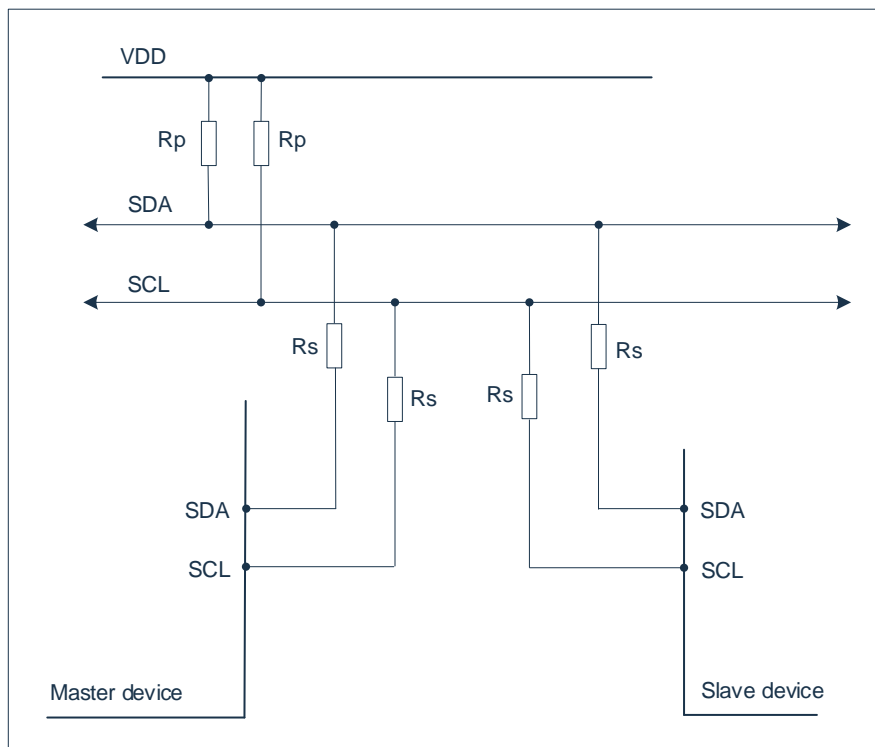 VDD
Rp
Rp
SDA
SCL
Rs
Rs
Rs
Rs
SDA
SCL
SDA
SCL
Master device
Slave device